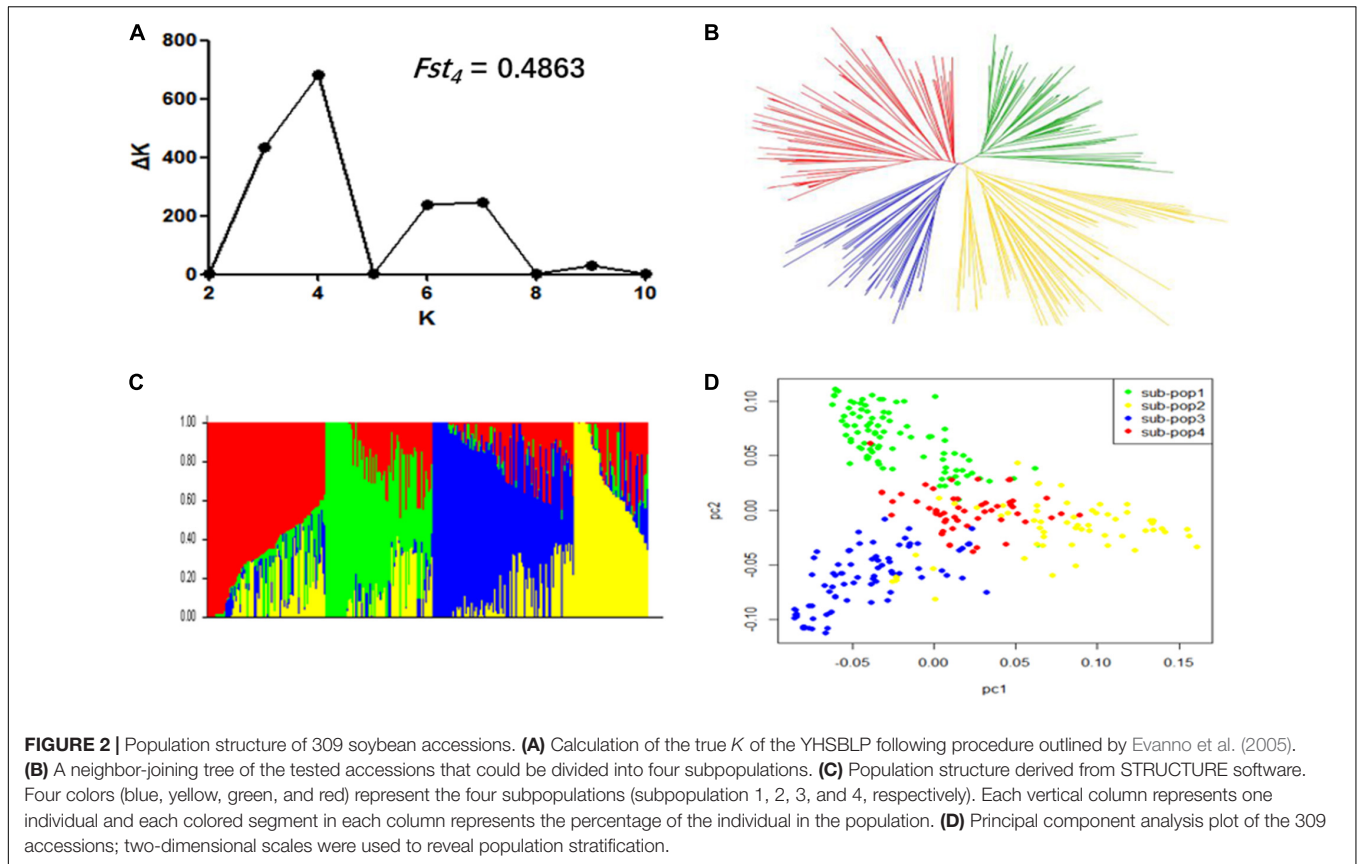 A
800
600
400
200
0
ΔK
Fst4 = 0.4863
2 4 6 8 10
K
B
C
1.00
0.80
0.60
0.40
0.20
0.00
D
sub-pop1
sub-pop2
sub-pop3
sub-pop4
0.10
0.05
0.00
-0.05
-0.10
pc2
-0.05 0.00 0.05 0.10 0.15
pc1
FIGURE 2 | Population structure of 309 soybean accessions. (A) Calculation of the true K of the YHSBLP following procedure outlined by Evanno et al. (2005).
(B) A neighbor-joining tree of the tested accessions that could be divided into four subpopulations. (C) Population structure derived from STRUCTURE software.
Four colors (blue, yellow, green, and red) represent the four subpopulations (subpopulation 1, 2, 3, and 4, respectively). Each vertical column represents one
individual and each colored segment in each column represents the percentage of the individual in the population. (D) Principal component analysis plot of the 309
accessions; two-dimensional scales were used to reveal population stratification.